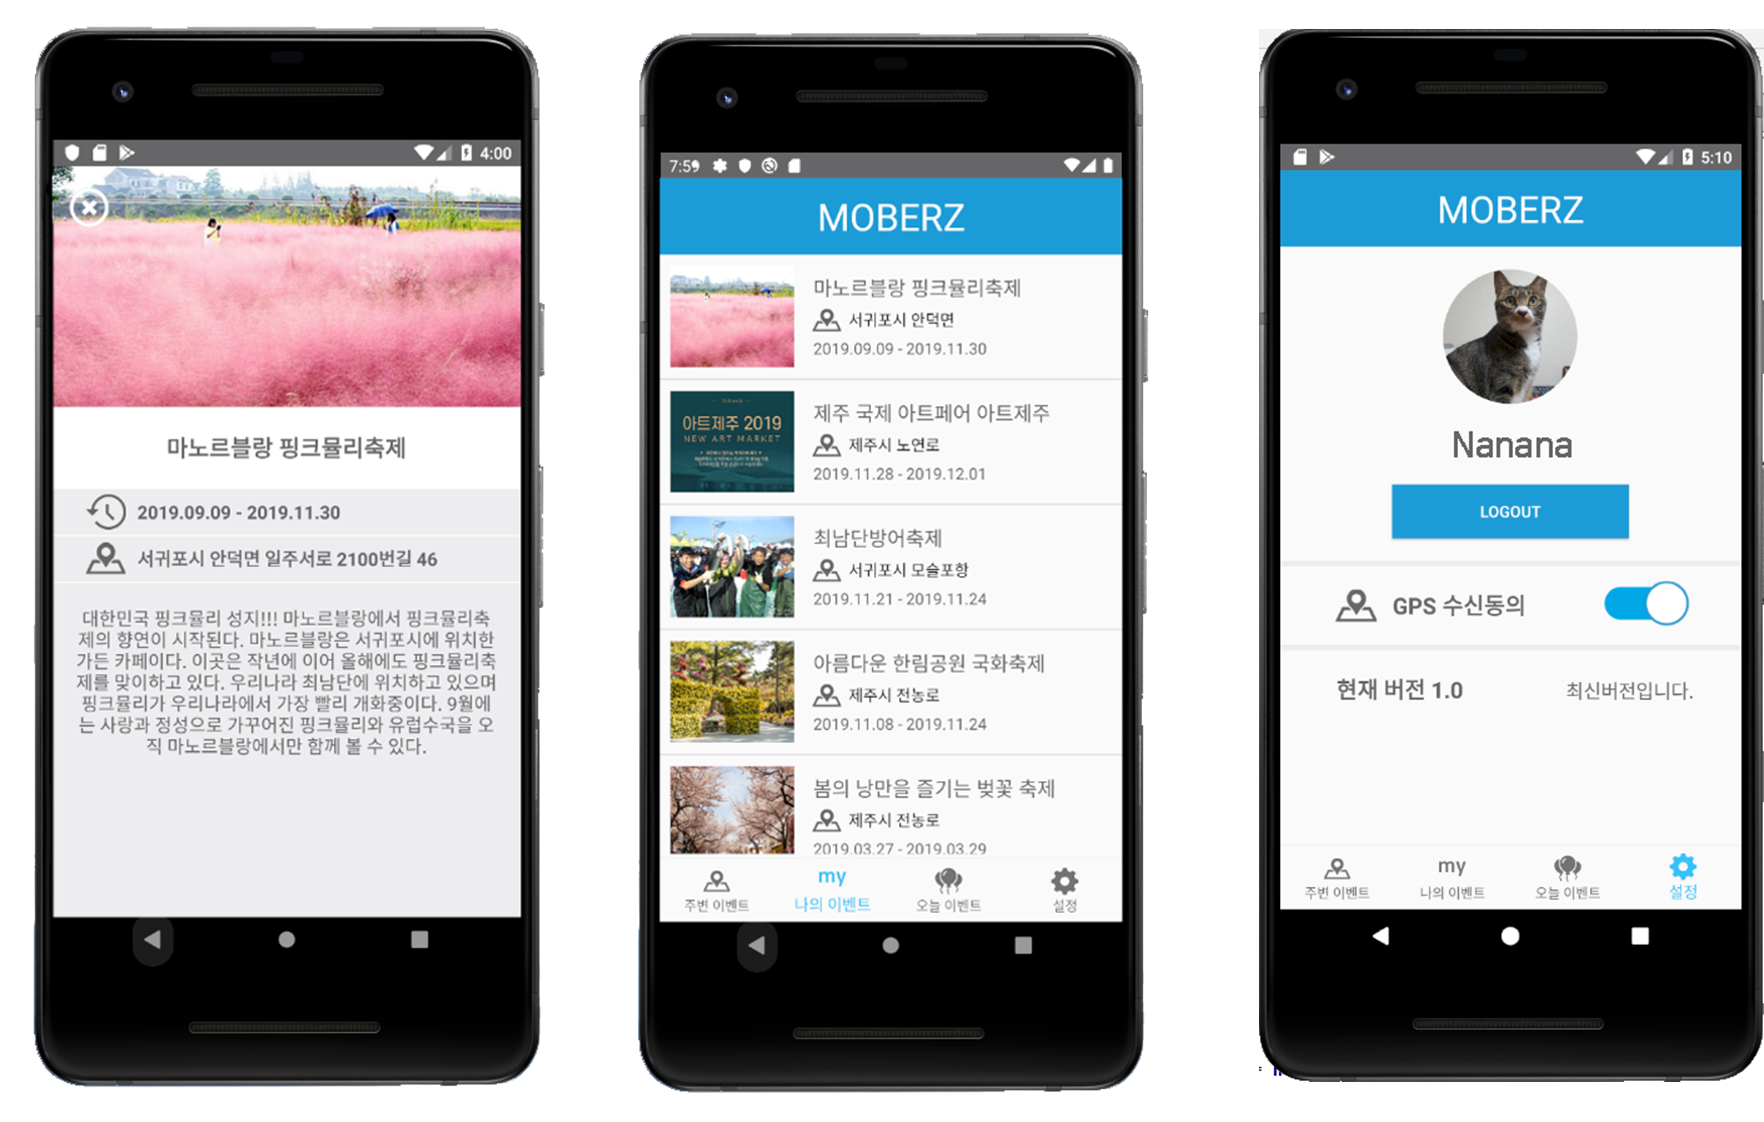 4:00
마노르블랑 핑크뮬리축제
2019.09.09 - 2019.11.30
서귀포시 안덕면 일주서로 2100번길 46
대한민국 핑크뮬리 성지!!! 마노르블랑에서 핑크뮬리축
제의 향연이 시작된다. 마노르블랑은 서귀포시에 위치한
가든 카페이다. 이곳은 작년에 이어 올해에도 핑크뮬리축
제를 맞이하고 있다. 우리나라 최남단에 위치하고 있으며
핑크뮬리가 우리나라에서 가장 빨리 개화중이다. 9월에
는 사랑과 정성으로 가꾸어진 핑크뮬리와 유럽수국을 오
직 마노르블랑에서만 함께 볼 수 있다.
7:59
MOBERZ
마노르블랑 핑크뮬리축제
서귀포시 안덕면
2019.09.09 - 2019.11.30
아트제주 2019
NEW ART MARKET
제주 국제 아트페어 아트제주
제주시 노연로
2019.11.28 - 2019.12.01
최남단방어축제
서귀포시 모슬포항
2019.11.21 - 2019.11.24
아름다운 한림공원 국화축제
제주시 전농로
2019.11.08 - 2019.11.24
봄의 낭만을 즐기는 벚꽃 축제
제주시 전농로
2019.03.27 - 2019.03.29
주변 이벤트
my
나의 이벤트
오늘 이벤트
설정
5:10
MOBERZ
Nanana
LOGOUT
GPS 수신동의
현재 버전 1.0
최신버전입니다.
주변 이벤트
my
나의 이벤트
오늘 이벤트
설정